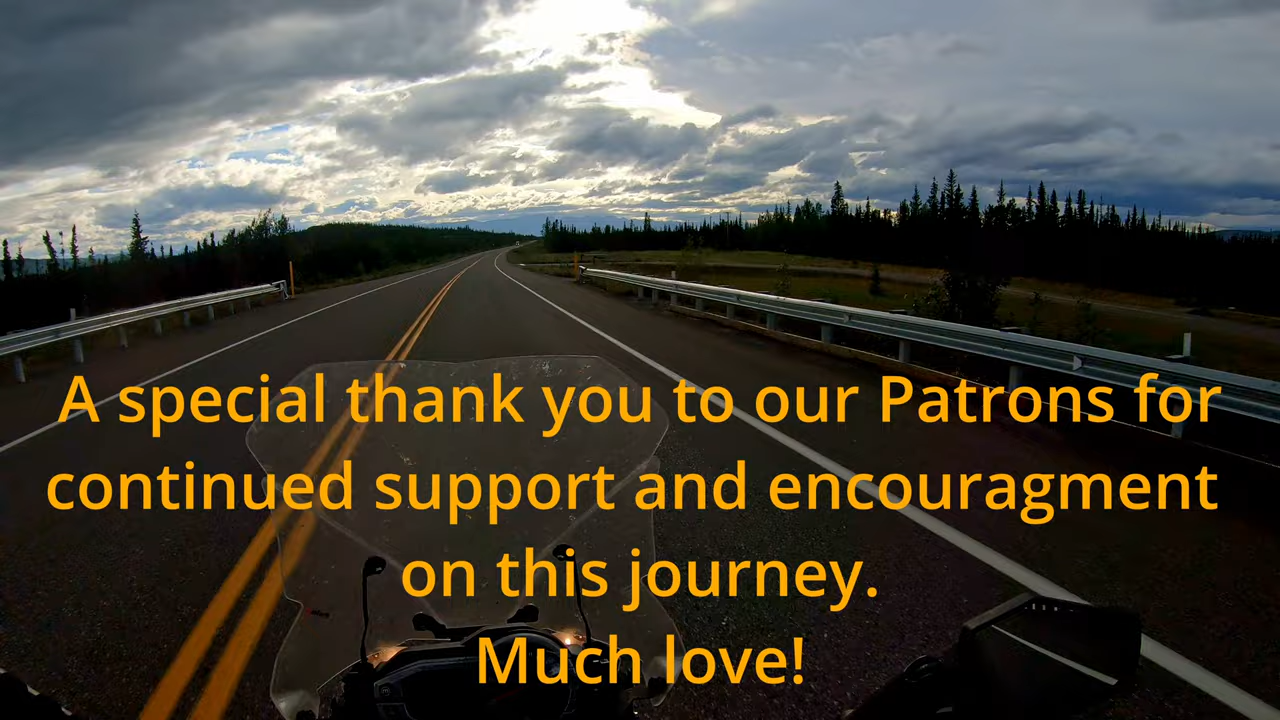 A special thank you to our Patrons for
continued support and encouragment
on this journey.
Much love!